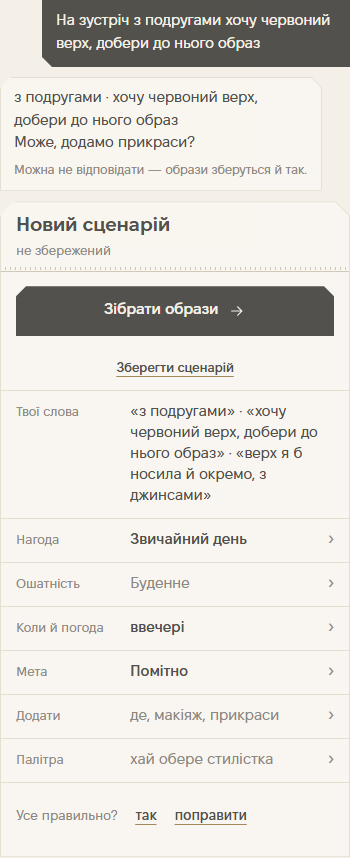 На зустріч з подругами хочу червоний
верх, добери до нього образ
з подругами · хочу червоний верх,
добери до нього образ
Може, додамо прикраси?
Можна не відповідати — образи зберуться й так.
Новий сценарій
не збережений
Зібрати образи →
Зберегти сценарій
Твої слова
«з подругами» · «хочу
червоний верх, добери до
нього образ» · «верх я б
носила й окремо, з
джинсами»
Нагода Звичайний день ›
Ошатність Буденне ›
Коли й погода ввечері ›
Мета Помітно ›
Додати де, макіяж, прикраси ›
Палітра хай обере стилістка ›
Усе правильно? так поправити